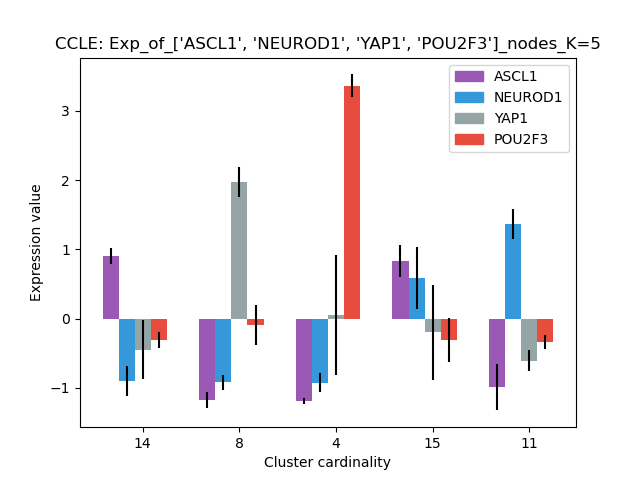 CCLE: Exp_of_['ASCL1', 'NEUROD1', 'YAP1', 'POU2F3']_nodes_K=5
ASCL1
NEUROD1
YAP1
POU2F3
Expression value
3
2
1
0
−1
14 8 4 15 11
Cluster cardinality